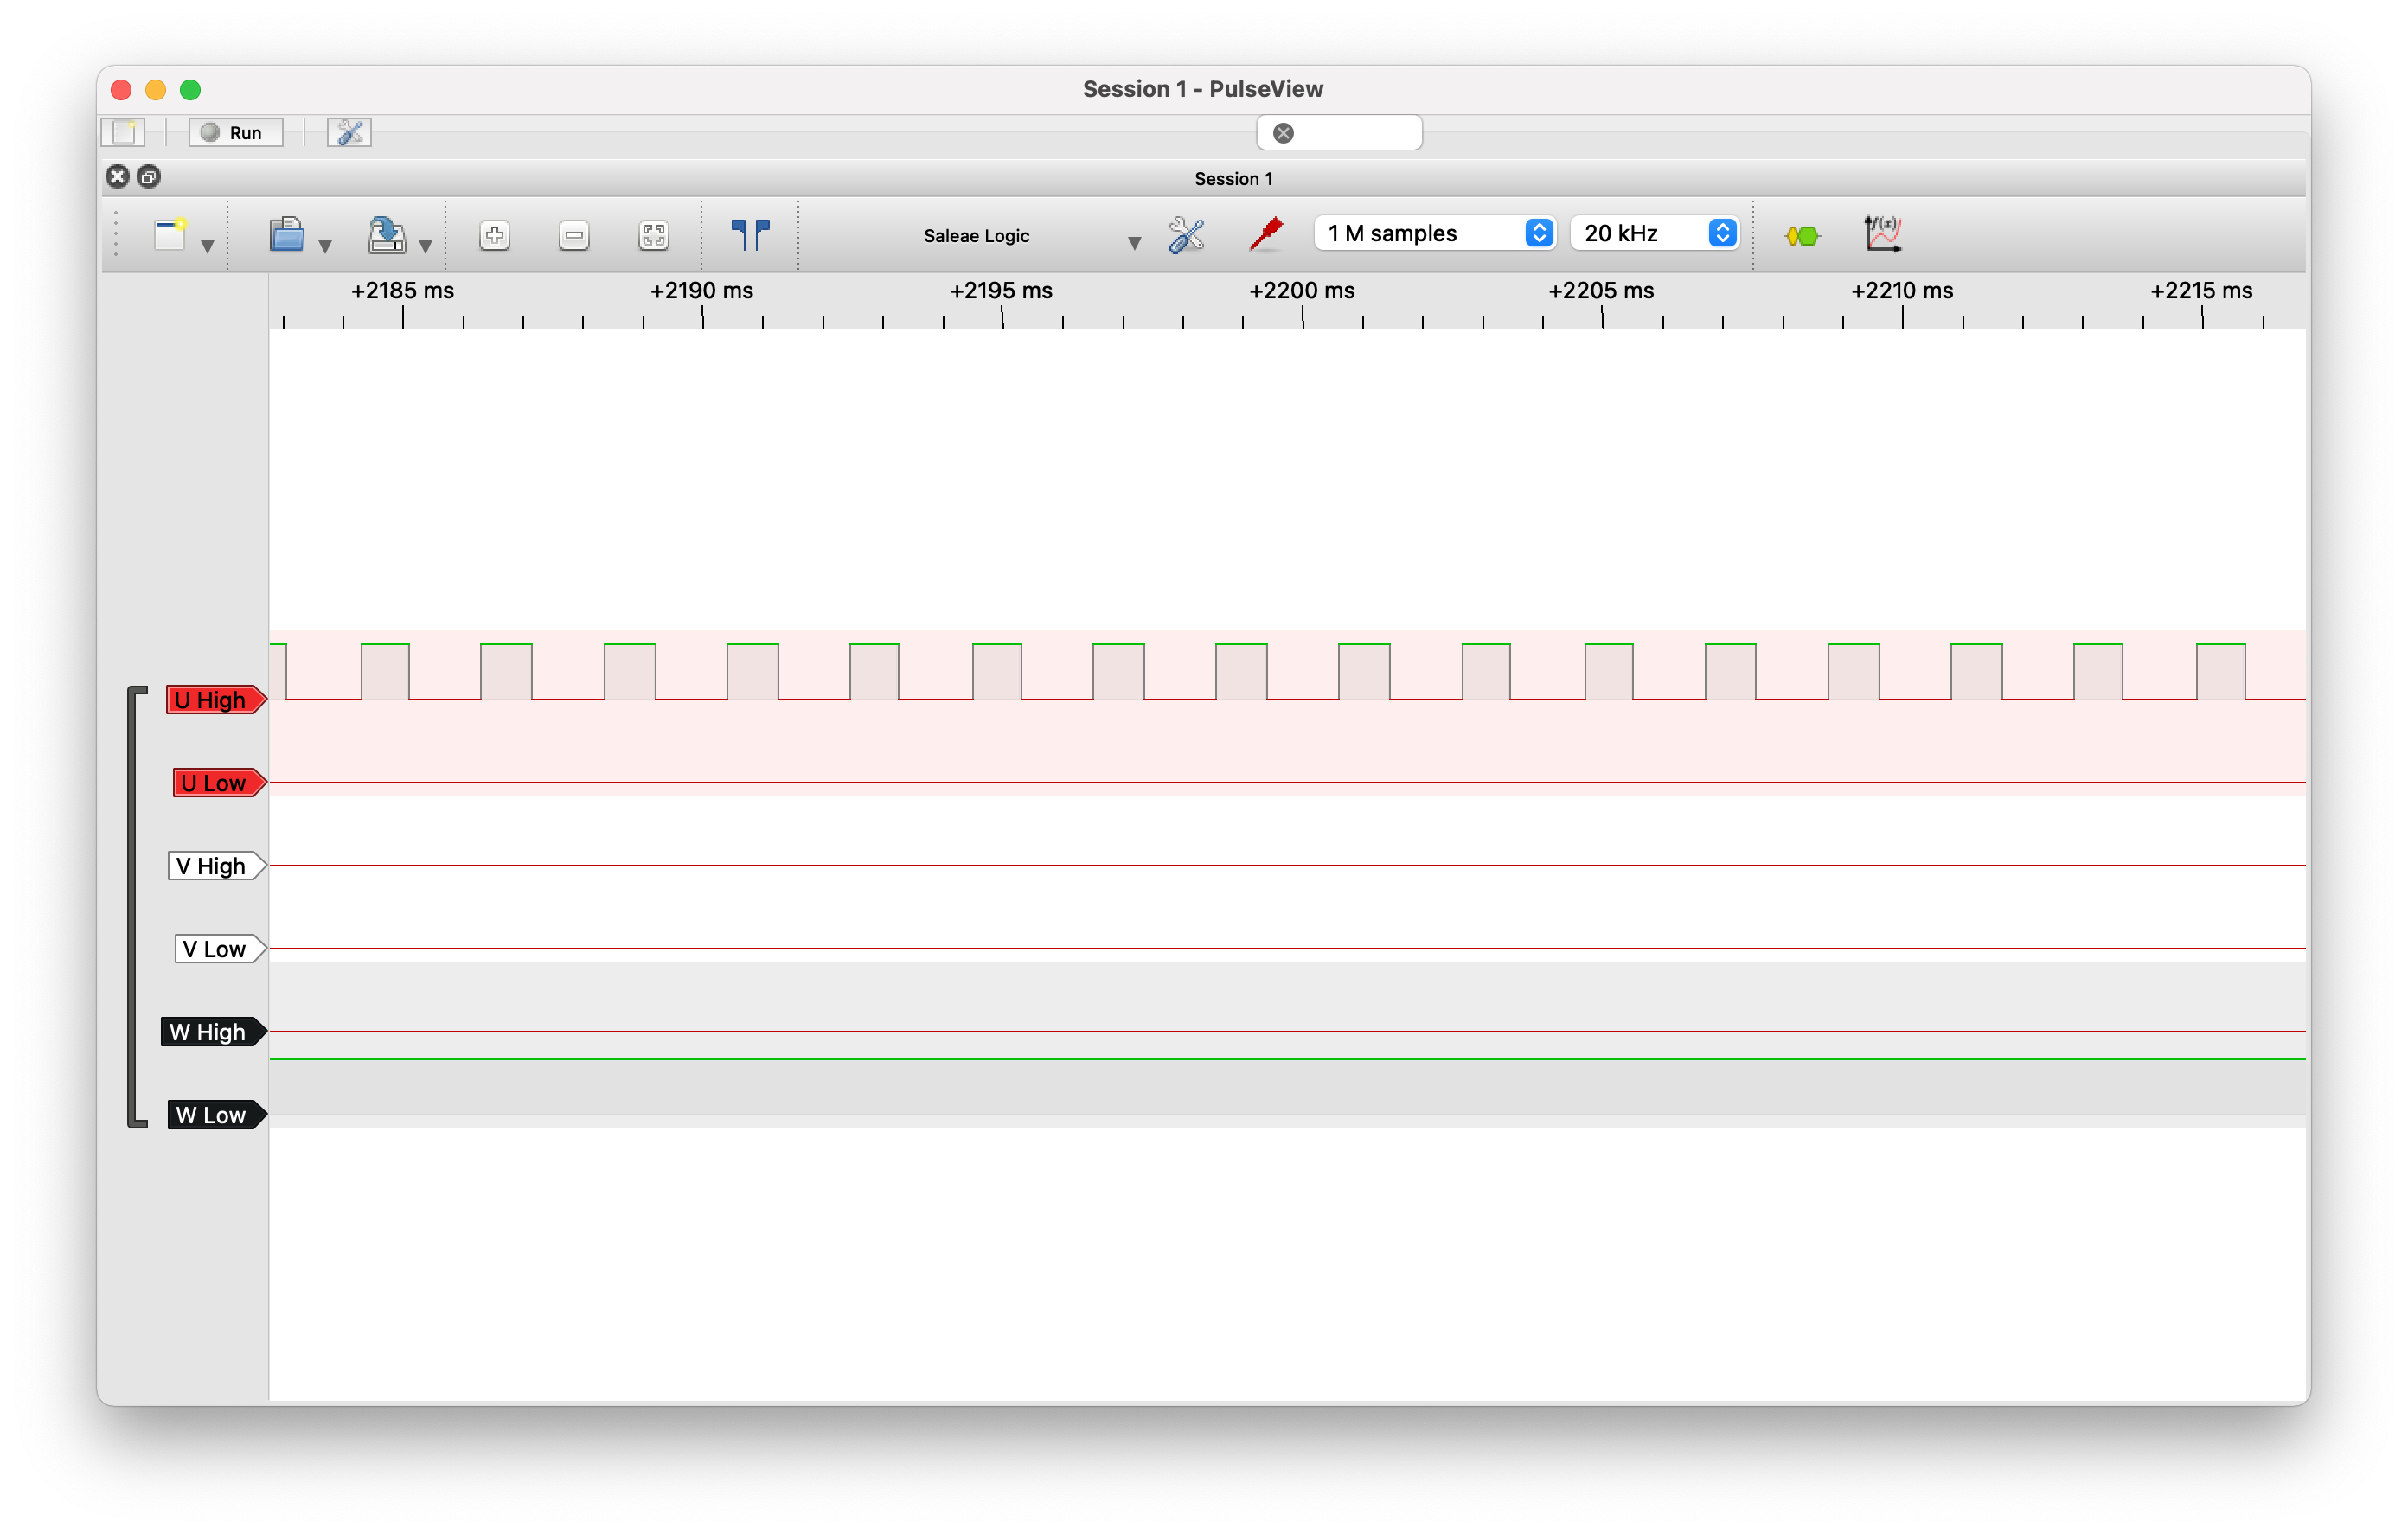 Session 1 - PulseView
Run
Session 1
Saleae Logic
1 M samples
20 kHz
f(x)
+2185 ms +2190 ms +2195 ms +2200 ms +2205 ms +2210 ms +2215 ms
U High
U Low
V High
V Low
W High
W Low